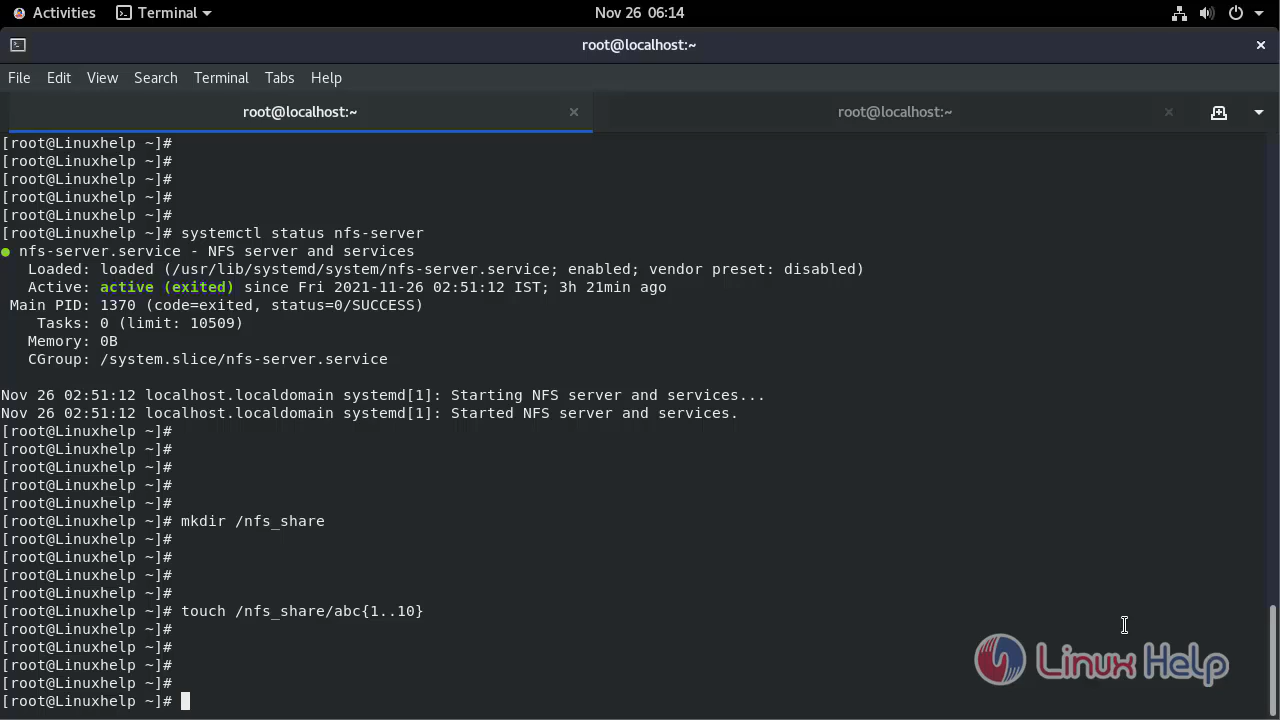 Activities Terminal Nov 26 06:14
root@localhost:~ ×
File Edit View Search Terminal Tabs Help
root@localhost:~ × root@localhost:~ ×
[root@Linuxhelp ~]#
[root@Linuxhelp ~]#
[root@Linuxhelp ~]#
[root@Linuxhelp ~]#
[root@Linuxhelp ~]#
[root@Linuxhelp ~]# systemctl status nfs-server
● nfs-server.service - NFS server and services
   Loaded: loaded (/usr/lib/systemd/system/nfs-server.service; enabled; vendor preset: disabled)
   Active: active (exited) since Fri 2021-11-26 02:51:12 IST; 3h 21min ago
 Main PID: 1370 (code=exited, status=0/SUCCESS)
    Tasks: 0 (limit: 10509)
   Memory: 0B
   CGroup: /system.slice/nfs-server.service
Nov 26 02:51:12 localhost.localdomain systemd[1]: Starting NFS server and services...
Nov 26 02:51:12 localhost.localdomain systemd[1]: Started NFS server and services.
[root@Linuxhelp ~]#
[root@Linuxhelp ~]#
[root@Linuxhelp ~]#
[root@Linuxhelp ~]#
[root@Linuxhelp ~]#
[root@Linuxhelp ~]# mkdir /nfs_share
[root@Linuxhelp ~]#
[root@Linuxhelp ~]#
[root@Linuxhelp ~]#
[root@Linuxhelp ~]#
[root@Linuxhelp ~]# touch /nfs_share/abc{1..10}
[root@Linuxhelp ~]#
[root@Linuxhelp ~]#
[root@Linuxhelp ~]#
[root@Linuxhelp ~]#
[root@Linuxhelp ~]#
Linux Help